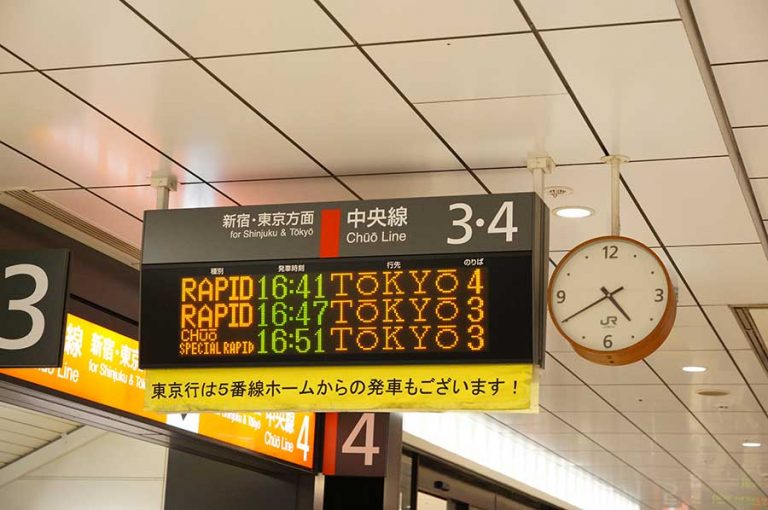 新宿・東京方面
for Shinjuku & Tōkyō
中央線
Chūō Line
3・4
種別 発車時刻 行先 のりば
RAPID 16:41 TŌKYŌ 4
RAPID 16:47 TŌKYŌ 3
CHŪŌ
SPECIAL RAPID 16:51 TŌKYŌ 3
東京行は5番線ホームからの発車もございます！
12
3
6
9
JR
3
線 新宿・東京
Line for Shinjuku & Tōkyō
中央線
Chūō Line
4
4